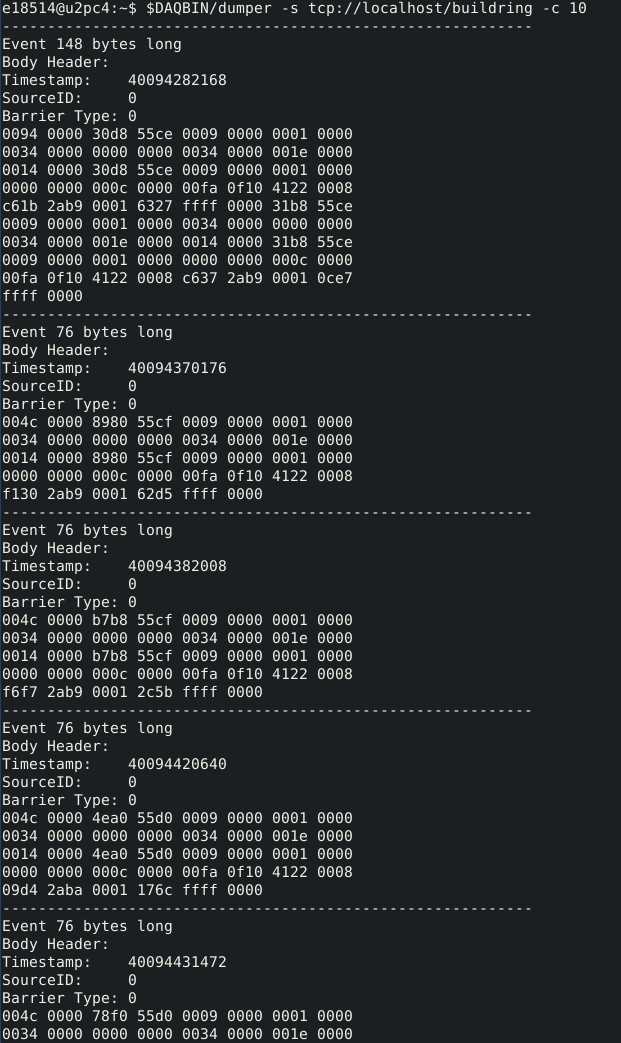 e18514@u2pc4:~$ $DAQBIN/dumper -s tcp://localhost/buildring -c 10
-----------------------------------------------------------
Event 148 bytes long
Body Header:
Timestamp:    40094282168
SourceID:     0
Barrier Type: 0
0094 0000 30d8 55ce 0009 0000 0001 0000
0034 0000 0000 0000 0034 0000 001e 0000
0014 0000 30d8 55ce 0009 0000 0001 0000
0000 0000 000c 0000 00fa 0f10 4122 0008
c61b 2ab9 0001 6327 ffff 0000 31b8 55ce
0009 0000 0001 0000 0034 0000 0000 0000
0034 0000 001e 0000 0014 0000 31b8 55ce
0009 0000 0001 0000 0000 0000 000c 0000
00fa 0f10 4122 0008 c637 2ab9 0001 0ce7
ffff 0000
-----------------------------------------------------------
Event 76 bytes long
Body Header:
Timestamp:    40094370176
SourceID:     0
Barrier Type: 0
004c 0000 8980 55cf 0009 0000 0001 0000
0034 0000 0000 0000 0034 0000 001e 0000
0014 0000 8980 55cf 0009 0000 0001 0000
0000 0000 000c 0000 00fa 0f10 4122 0008
f130 2ab9 0001 62d5 ffff 0000
-----------------------------------------------------------
Event 76 bytes long
Body Header:
Timestamp:    40094382008
SourceID:     0
Barrier Type: 0
004c 0000 b7b8 55cf 0009 0000 0001 0000
0034 0000 0000 0000 0034 0000 001e 0000
0014 0000 b7b8 55cf 0009 0000 0001 0000
0000 0000 000c 0000 00fa 0f10 4122 0008
f6f7 2ab9 0001 2c5b ffff 0000
-----------------------------------------------------------
Event 76 bytes long
Body Header:
Timestamp:    40094420640
SourceID:     0
Barrier Type: 0
004c 0000 4ea0 55d0 0009 0000 0001 0000
0034 0000 0000 0000 0034 0000 001e 0000
0014 0000 4ea0 55d0 0009 0000 0001 0000
0000 0000 000c 0000 00fa 0f10 4122 0008
09d4 2aba 0001 176c ffff 0000
-----------------------------------------------------------
Event 76 bytes long
Body Header:
Timestamp:    40094431472
SourceID:     0
Barrier Type: 0
004c 0000 78f0 55d0 0009 0000 0001 0000
0034 0000 0000 0000 0034 0000 001e 0000